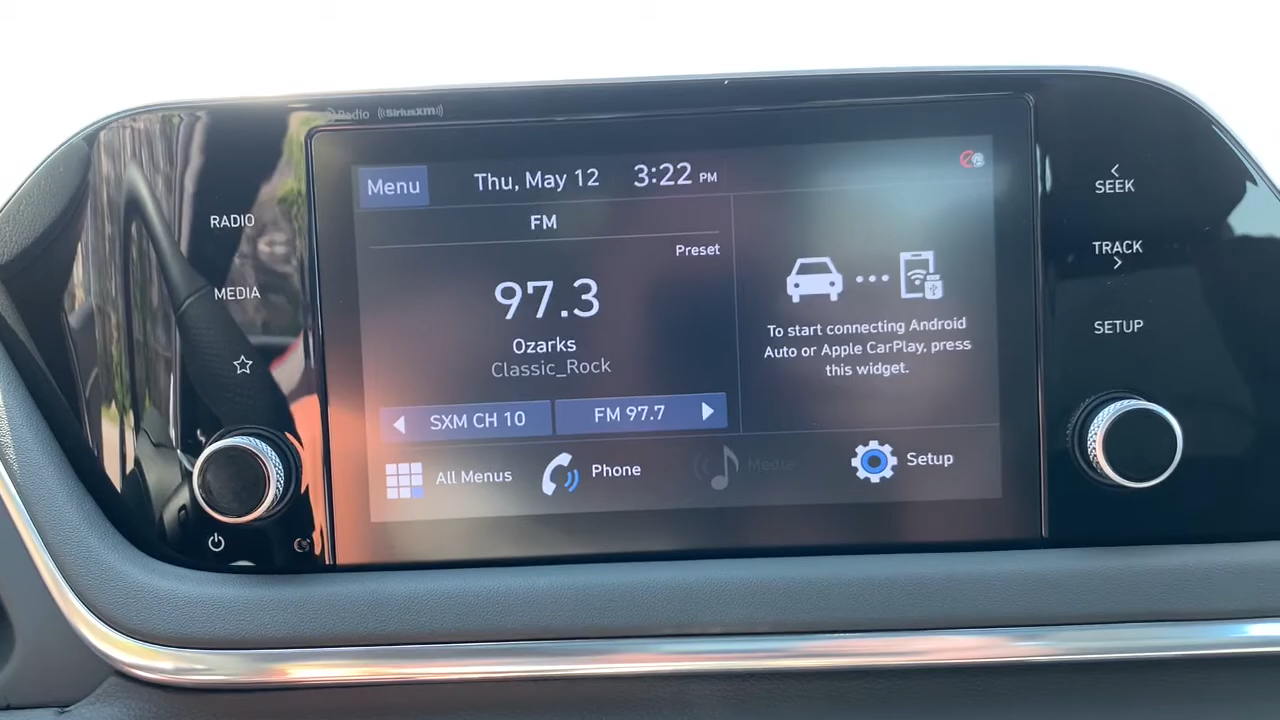 HD Radio ((SiriusXM))
RADIO
MEDIA
Menu
Thu, May 12
3:22 PM
FM
Preset
97.3
Ozarks
Classic_Rock
SXM CH 10
FM 97.7
To start connecting Android
Auto or Apple CarPlay, press
this widget.
All Menus
Phone
Media
Setup
< SEEK
TRACK >
SETUP